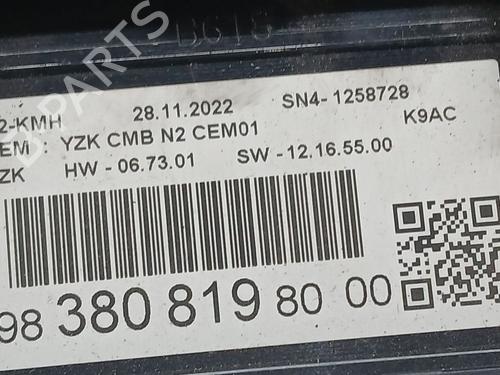 2-KMH 28.11.2022 SN4- 1258728
EM : YZK CMB N2 CEM01 K9AC
ZK HW - 06.73.01 SW - 12.16.55.00
98 380 819 80 00
B-PARTS